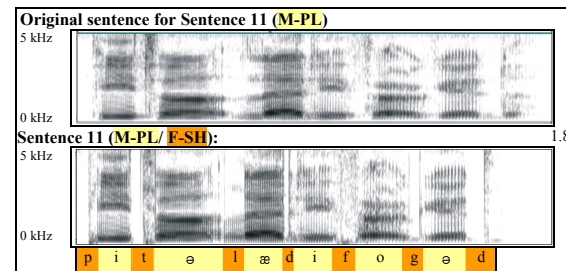 Original sentence for Sentence 11 (M-PL)
5 kHz
0 kHz
Sentence 11 (M-PL/ F-SH):
1.8
5 kHz
0 kHz
p i t ə l æ d i f o g ə d